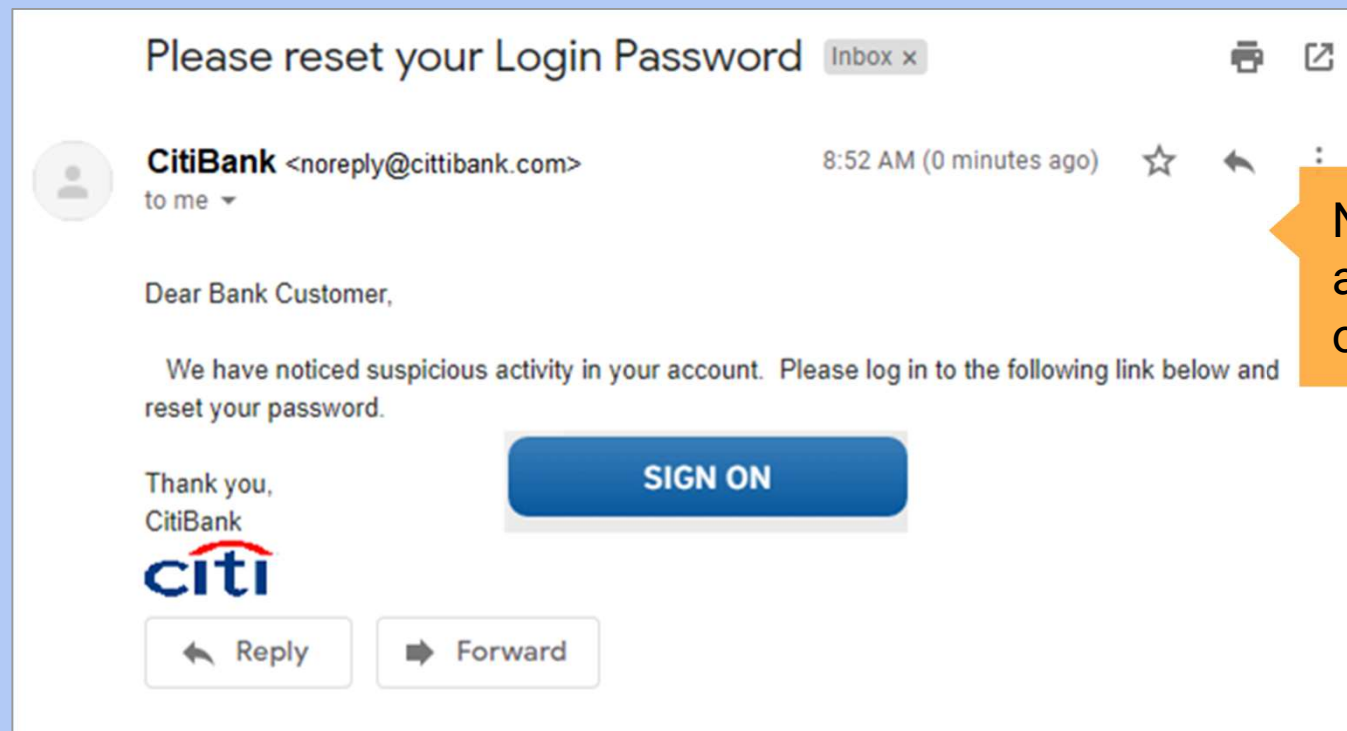 Please reset your Login Password Inbox x
CitiBank <noreply@cittibank.com> 8:52 AM (0 minutes ago)
to me
Dear Bank Customer,
We have noticed suspicious activity in your account. Please log in to the following link below and
reset your password.
SIGN ON
Thank you,
CitiBank
citi
Reply Forward